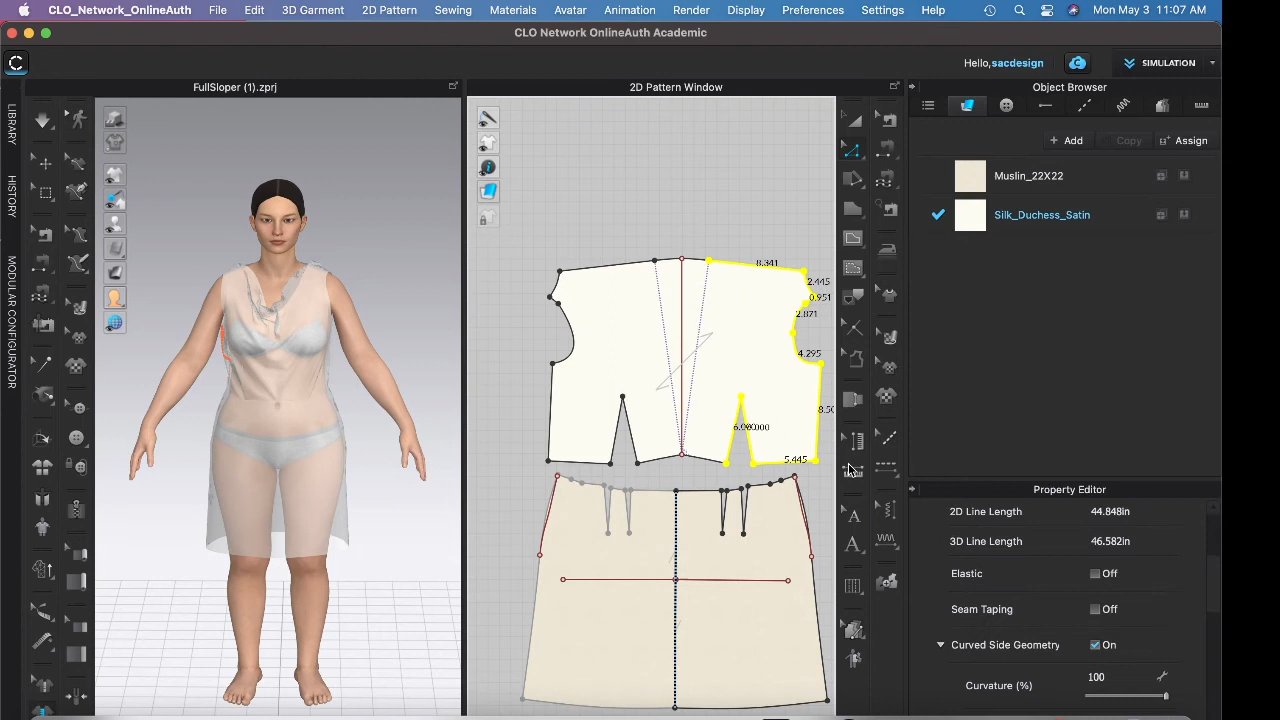 CLO_Network_OnlineAuth File Edit 3D Garment 2D Pattern Sewing Materials Avatar Animation Render Display Preferences Settings Help Mon May 3 11:07 AM
CLO Network OnlineAuth Academic
Hello,sacdesign SIMULATION
FullSloper (1).zprj
2D Pattern Window
Object Browser
LIBRARY
HISTORY
MODULAR CONFIGURATOR
+ Add Copy Assign
Muslin_22X22
Silk_Duchess_Satin
8.341
2.445
0.951
2.871
4.295
5.445
Property Editor
2D Line Length 44.848in
3D Line Length 46.582in
Elastic Off
Seam Taping Off
Curved Side Geometry On
Curvature (%) 100